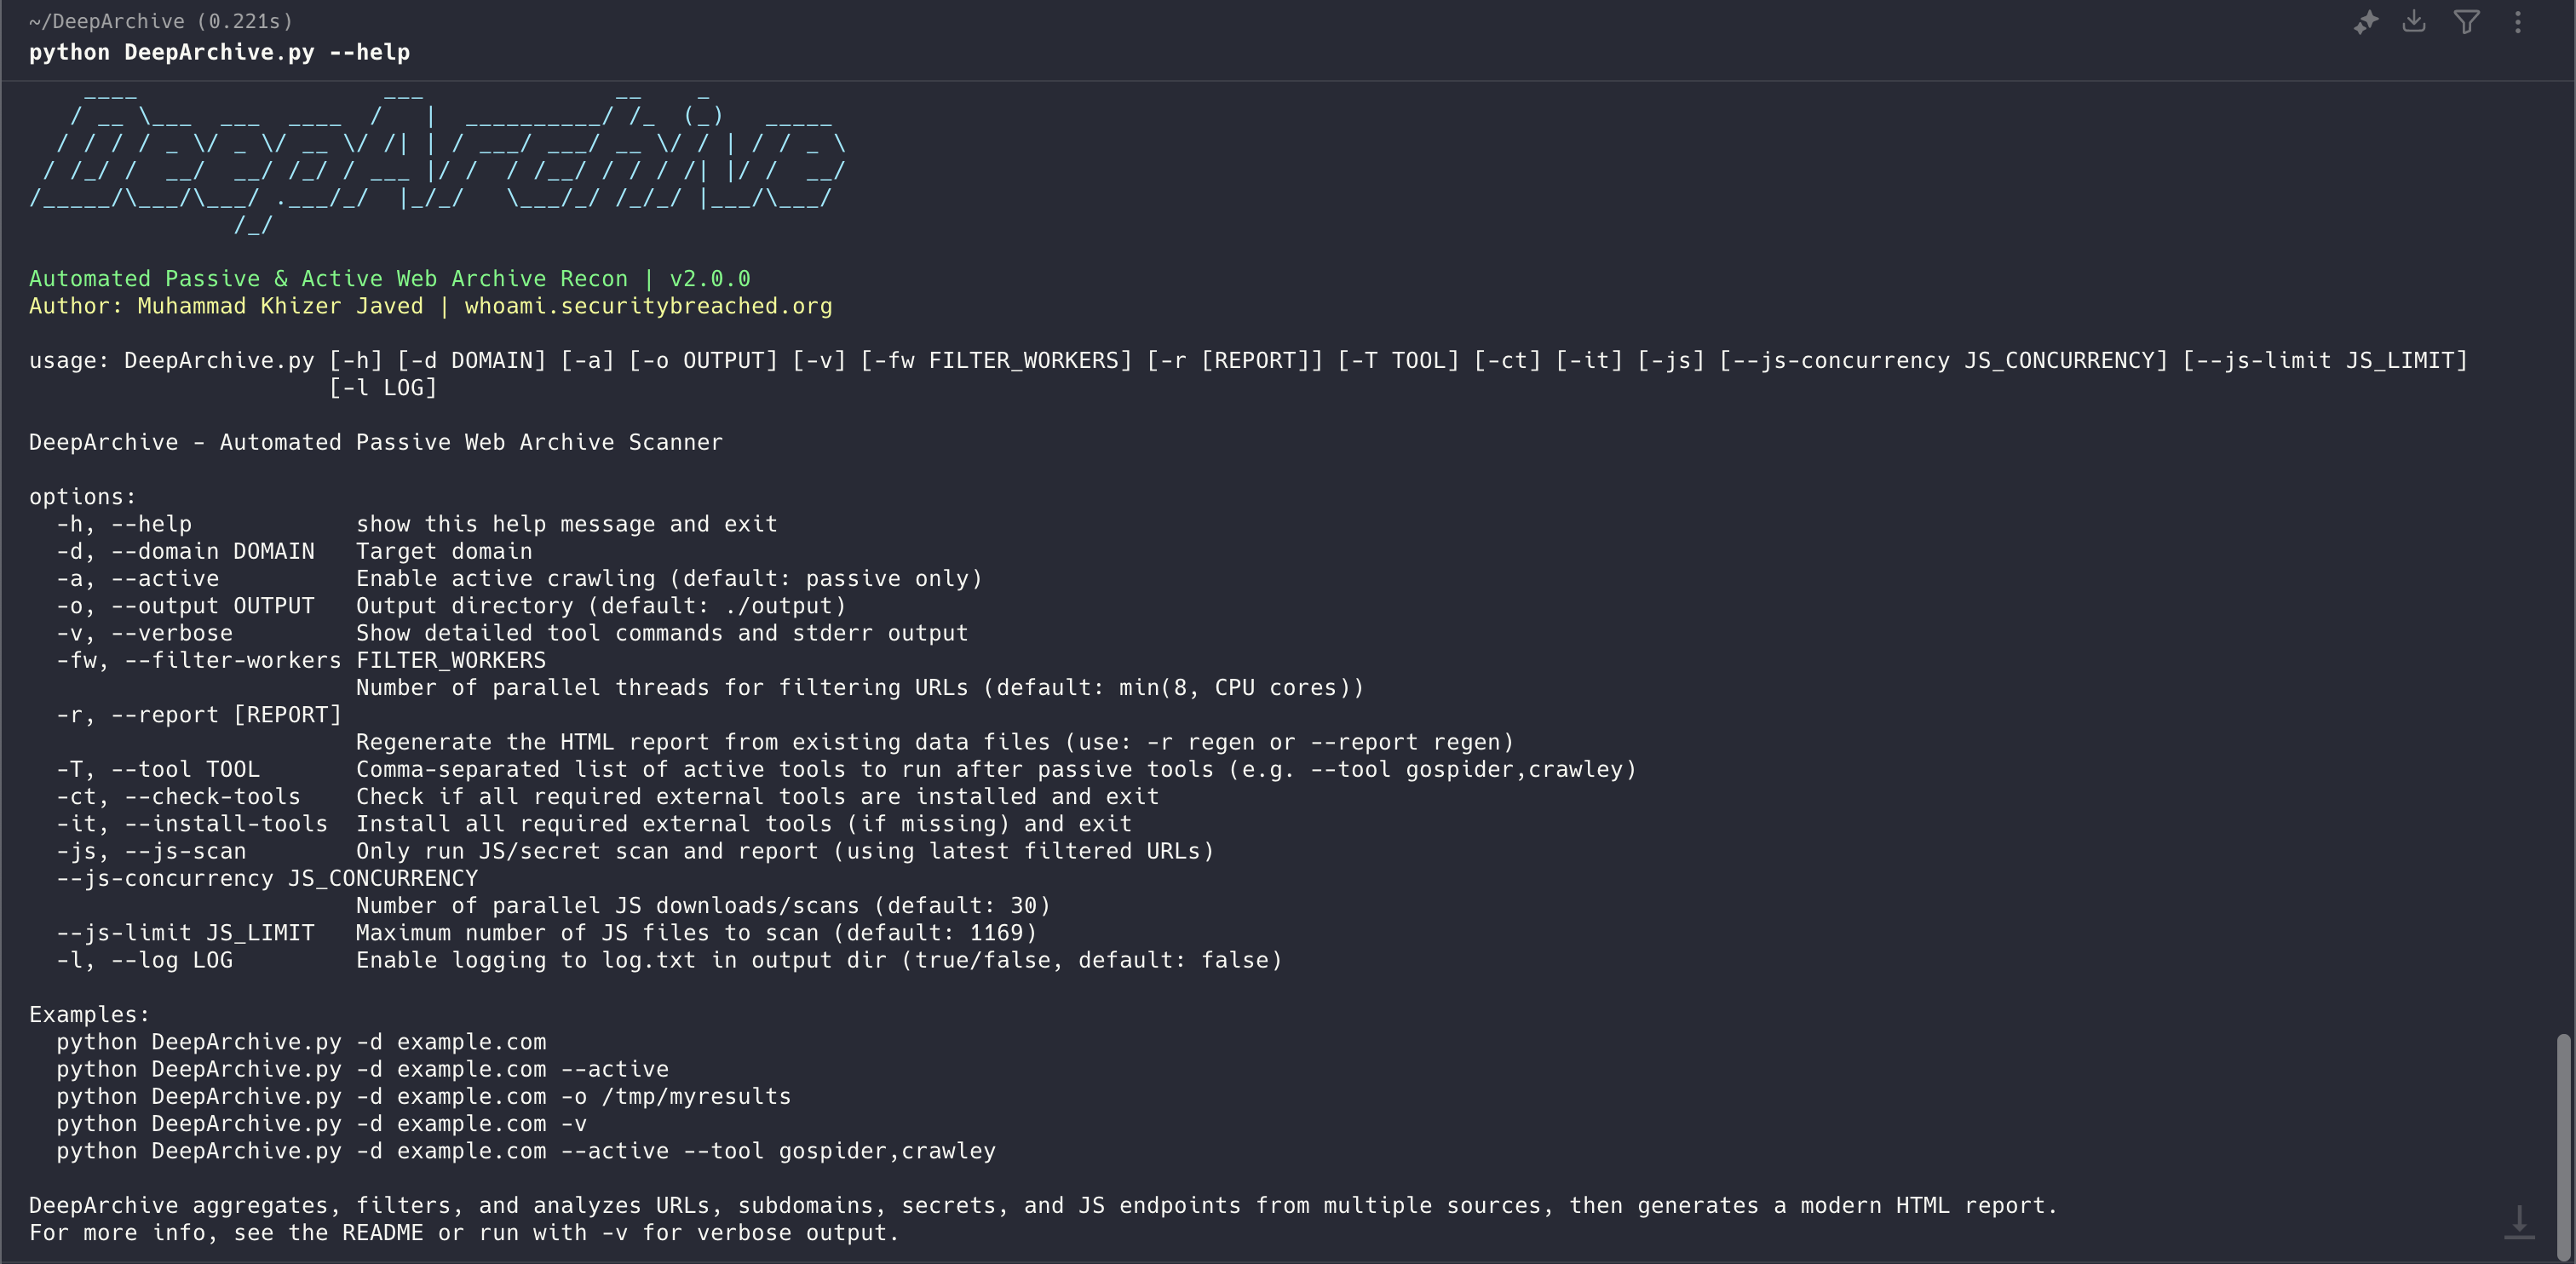 ~/DeepArchive (0.221s)
python DeepArchive.py --help
DeepArchive
Automated Passive & Active Web Archive Recon | v2.0.0
Author: Muhammad Khizer Javed | whoami.securitybreached.org
usage: DeepArchive.py [-h] [-d DOMAIN] [-a] [-o OUTPUT] [-v] [-fw FILTER_WORKERS] [-r [REPORT]] [-T TOOL] [-ct] [-it] [-js] [--js-concurrency JS_CONCURRENCY] [--js-limit JS_LIMIT]
[-l LOG]
DeepArchive - Automated Passive Web Archive Scanner
options:
-h, --help show this help message and exit
-d, --domain DOMAIN Target domain
-a, --active Enable active crawling (default: passive only)
-o, --output OUTPUT Output directory (default: ./output)
-v, --verbose Show detailed tool commands and stderr output
-fw, --filter-workers FILTER_WORKERS
Number of parallel threads for filtering URLs (default: min(8, CPU cores))
-r, --report [REPORT]
Regenerate the HTML report from existing data files (use: -r regen or --report regen)
-T, --tool TOOL Comma-separated list of active tools to run after passive tools (e.g. --tool gospider,crawley)
-ct, --check-tools Check if all required external tools are installed and exit
-it, --install-tools Install all required external tools (if missing) and exit
-js, --js-scan Only run JS/secret scan and report (using latest filtered URLs)
--js-concurrency JS_CONCURRENCY
Number of parallel JS downloads/scans (default: 30)
--js-limit JS_LIMIT Maximum number of JS files to scan (default: 1169)
-l, --log LOG Enable logging to log.txt in output dir (true/false, default: false)
Examples:
python DeepArchive.py -d example.com
python DeepArchive.py -d example.com --active
python DeepArchive.py -d example.com -o /tmp/myresults
python DeepArchive.py -d example.com -v
python DeepArchive.py -d example.com --active --tool gospider,crawley
DeepArchive aggregates, filters, and analyzes URLs, subdomains, secrets, and JS endpoints from multiple sources, then generates a modern HTML report.
For more info, see the README or run with -v for verbose output.